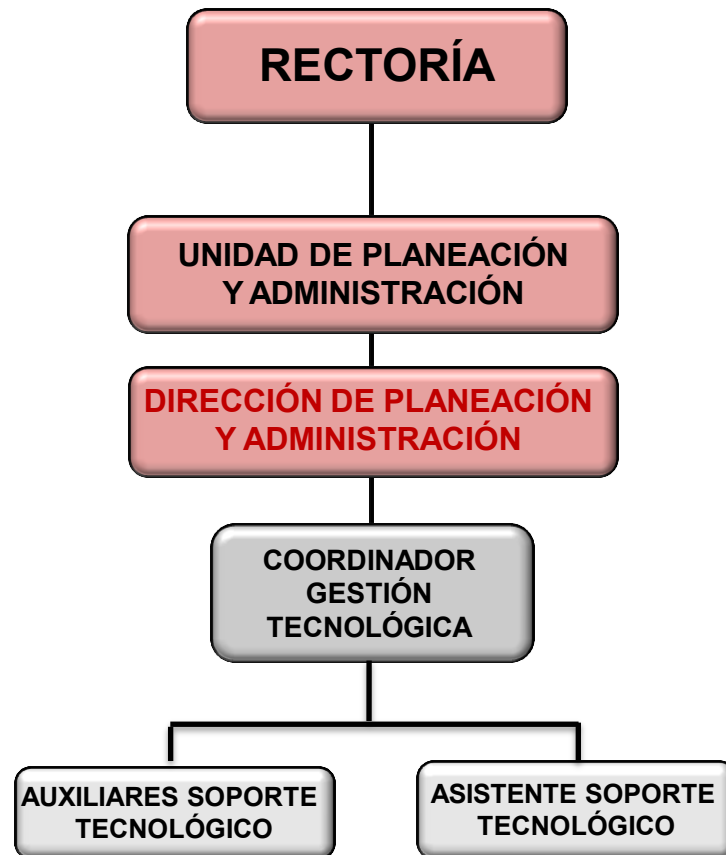 RECTORÍA
UNIDAD DE PLANEACIÓN
Y ADMINISTRACIÓN
DIRECCIÓN DE PLANEACIÓN
Y ADMINISTRACIÓN
COORDINADOR
GESTIÓN
TECNOLÓGICA
AUXILIARES SOPORTE
TECNOLÓGICO
ASISTENTE SOPORTE
TECNOLÓGICO